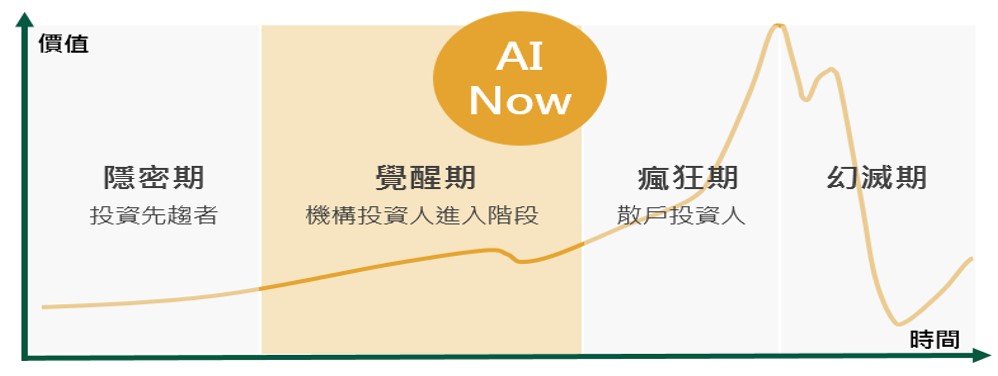 價值
AI
Now
隱密期
投資先趨者
覺醒期
機構投資人進入階段
瘋狂期
散戶投資人
幻滅期
時間